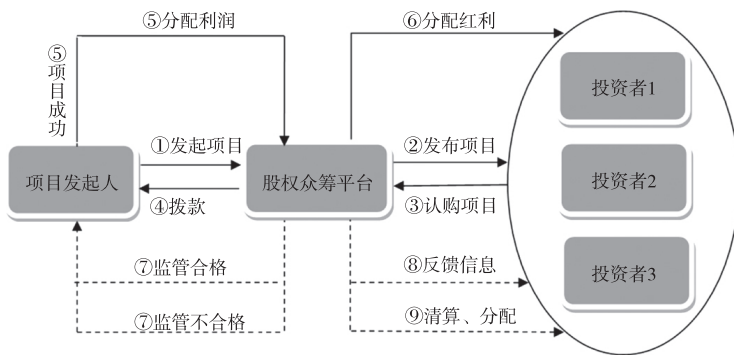 ⑤分配利润
⑥分配红利
⑤项目成功
投资者1
①发起项目
②发布项目
项目发起人
股权众筹平台
投资者2
④拨款
③认购项目
⑦监管合格
⑧反馈信息
投资者3
⑦监管不合格
⑨清算、分配